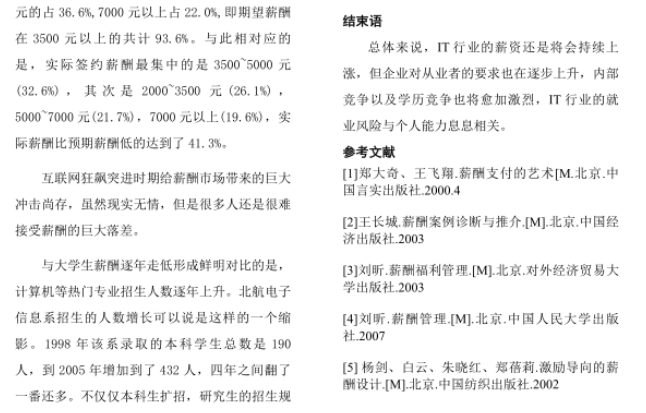 元的占 36.6%,7000 元以上占 22.0%,即期望薪酬
在 3500 元以上的共计 93.6%。与此相对应的
是，实际签约薪酬最集中的是 3500~5000 元
(32.6%)，其次是 2000~3500 元(26.1%)，
5000~7000 元(21.7%)，7000 元以上(19.6%)，实
际薪酬比预期薪酬低的达到了 41.3%。
互联网狂飙突进时期给薪酬市场带来的巨大
冲击尚存，虽然现实无情，但是很多人还是很难
接受薪酬的巨大落差。
与大学生薪酬逐年走低形成鲜明对比的是，
计算机等热门专业招生人数逐年上升。北航电子
信息系招生的人数增长可以说是这样的一个缩
影。1998 年该系录取的本科学生总数是 190
人，到 2005 年增加到了 432 人，四年之间翻了
一番还多。不仅仅本科生扩招，研究生的招生规
结束语
总体来说，IT 行业的薪资还是将会持续上
涨，但企业对从业者的要求也在逐步上升，内部
竞争以及学历竞争也将愈加激烈，IT 行业的就
业风险与个人能力息息相关。
参考文献
[1]郑大奇、王飞翔.薪酬支付的艺术[M.北京.中
国言实出版社.2000.4
[2]王长城.薪酬案例诊断与推介.[M].北京.中国经
济出版社.2003
[3]刘昕.薪酬福利管理.[M].北京.对外经济贸易大
学出版社.2003
[4]刘昕.薪酬管理.[M].北京.中国人民大学出版
社.2007
[5] 杨剑、白云、朱晓红、郑蓓莉.激励导向的薪
酬设计.[M].北京.中国纺织出版社.2002